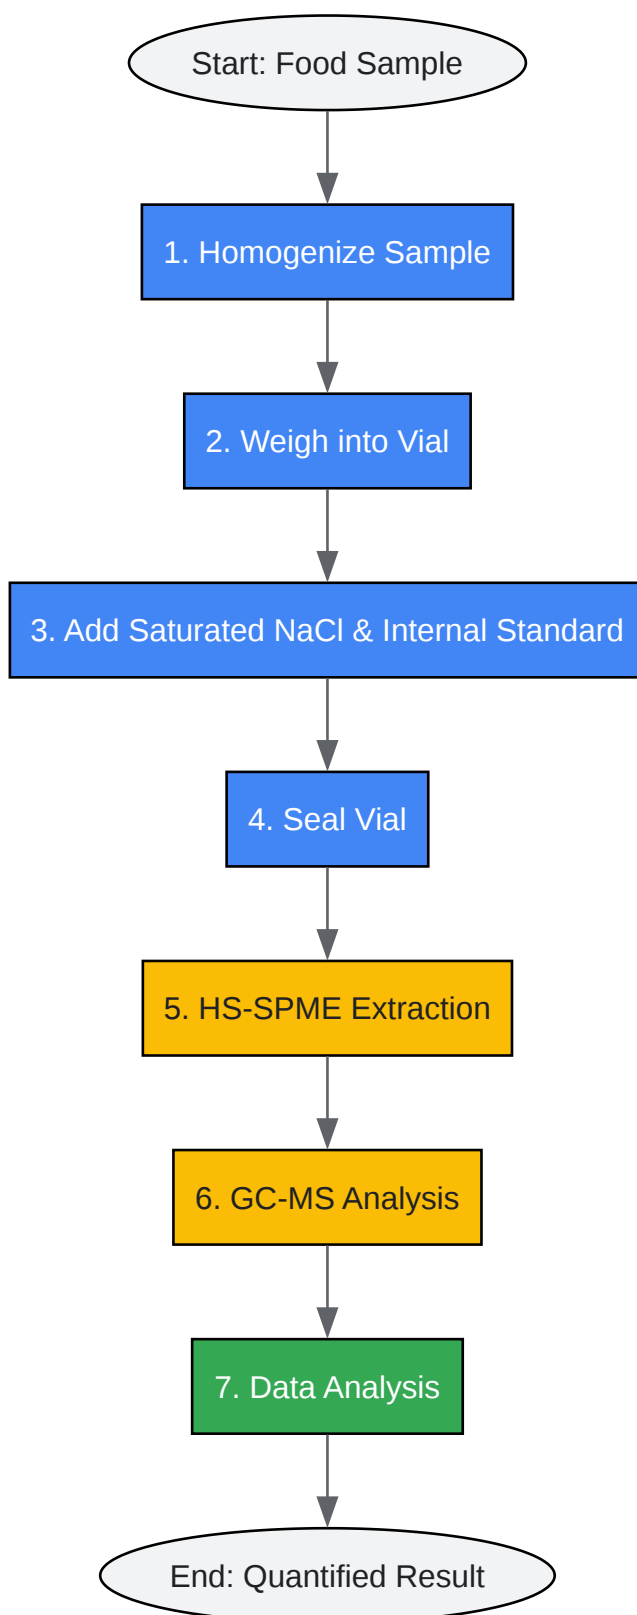 Start: Food Sample
1. Homogenize Sample
2. Weigh into Vial
3. Add Saturated NaCl & Internal Standard
4. Seal Vial
5. HS-SPME Extraction
6. GC-MS Analysis
7. Data Analysis
End: Quantified Result